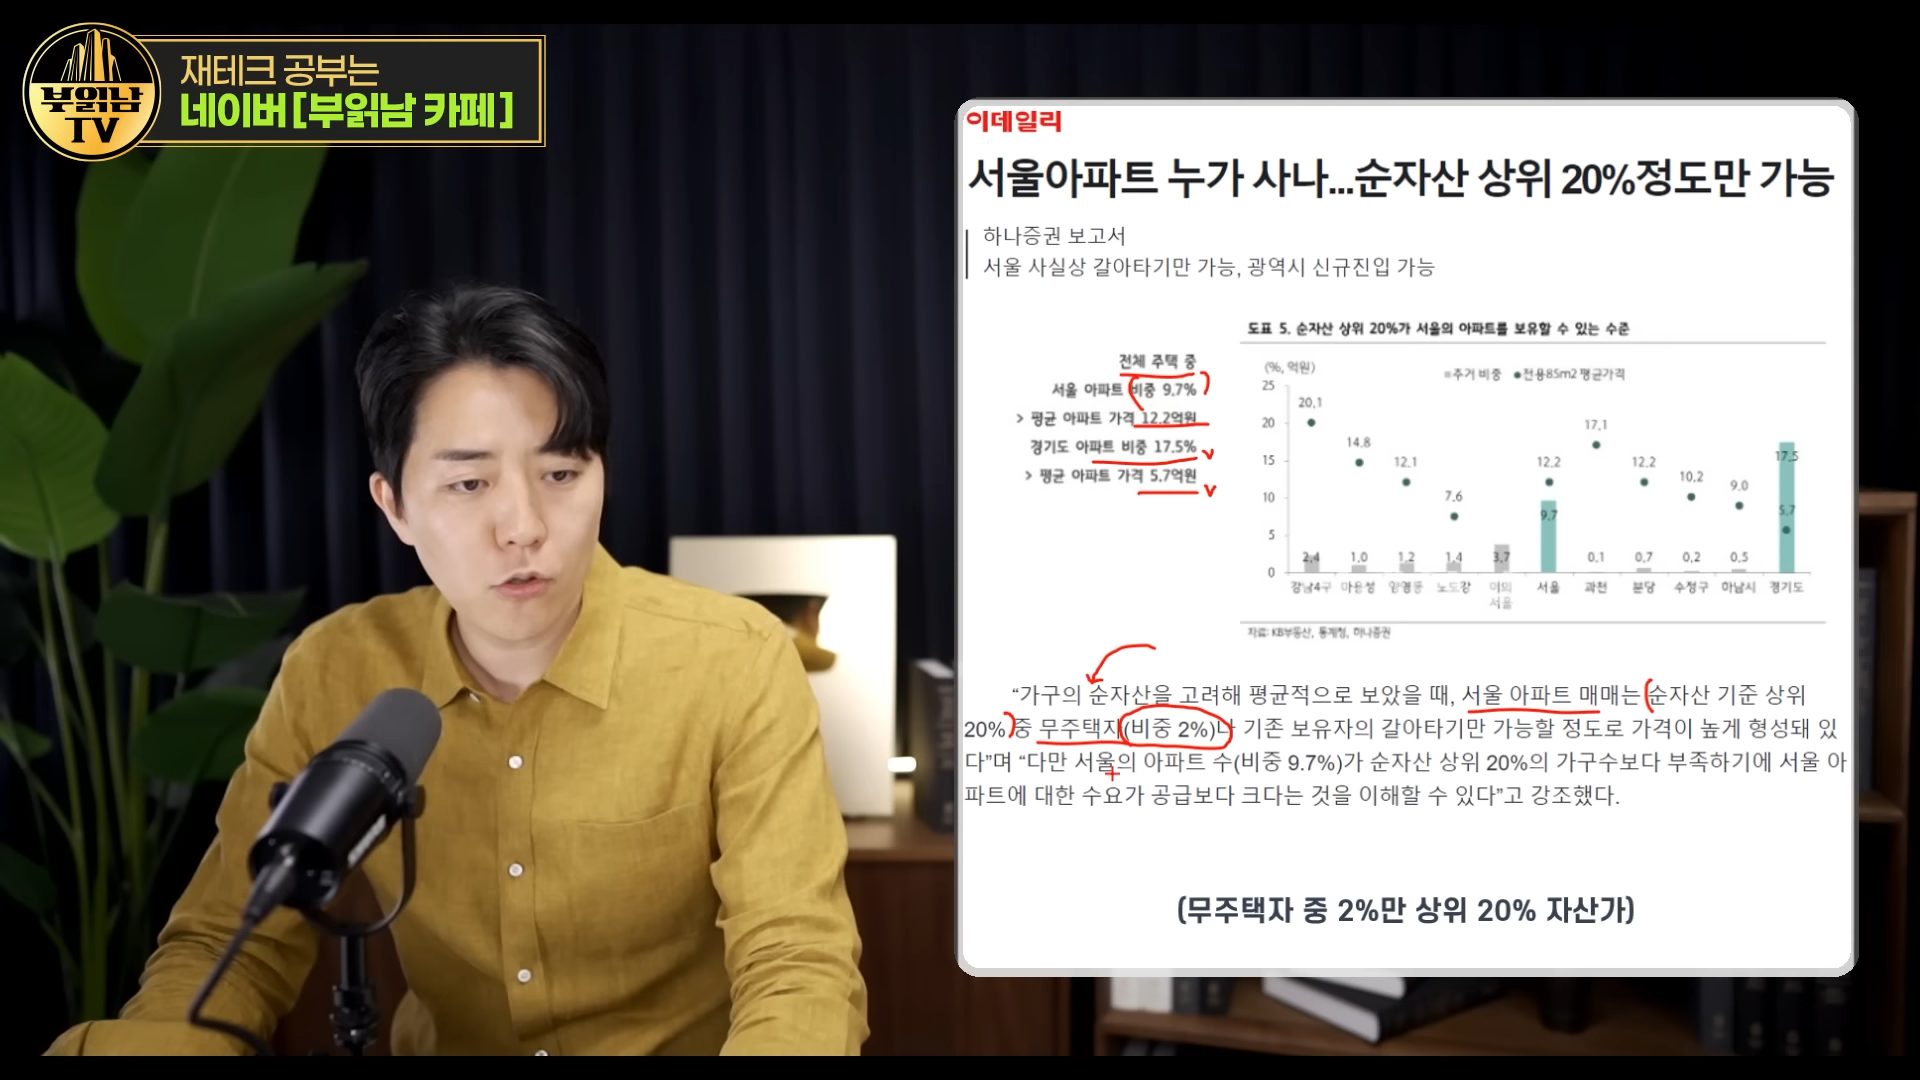 부읽남
TV
재테크 공부는
네이버 [부읽남 카페]
이데일리
서울아파트 누가 사나...순자산 상위 20%정도만 가능
하나증권 보고서
서울 사실상 갈아타기만 가능, 광역시 신규진입 가능
전체 주택 중
서울 아파트 비중 9.7%
> 평균 아파트 가격 12.2억원
경기도 아파트 비중 17.5%
> 평균 아파트 가격 5.7억원
도표 5. 순자산 상위 20%가 서울의 아파트를 보유할 수 있는 수준
(%, 억원)
주거 비중 전용85m2 평균가격
25
20
15
10
5
0
20.1 14.8 12.1 7.6 12.2 17.1 12.2 10.2 9.0 5.7
2.4 1.0 1.2 1.4 3.7 9.7 0.1 0.7 0.2 0.5 17.5
강남4구 마용성 노도강 이외 서울 서울 과천 분당 수정구 하남시 경기도
자료: KB부동산, 통계청, 하나증권
“가구의 순자산을 고려해 평균적으로 보았을 때, 서울 아파트 매매는 순자산 기준 상위
20% 중 무주택자(비중 2%)나 기존 보유자의 갈아타기만 가능할 정도로 가격이 높게 형성돼 있
다”며 “다만 서울의 아파트 수(비중 9.7%)가 순자산 상위 20%의 가구수보다 부족하기에 서울 아
파트에 대한 수요가 공급보다 크다는 것을 이해할 수 있다”고 강조했다.
(무주택자 중 2%만 상위 20% 자산가)